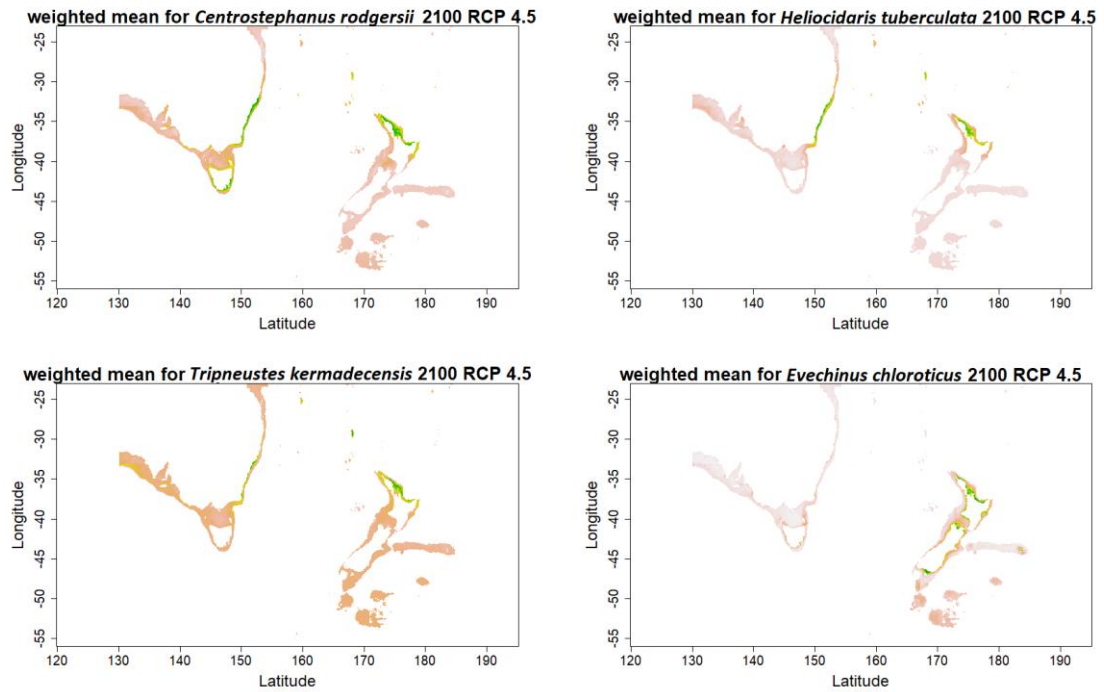 weighted mean for Centrostephanus rodgersii 2100 RCP 4.5
-25
-30
-35
-40
-45
-50
-55
Longitude
120 130 140 150 160 170 180 190
Latitude
weighted mean for Heliocidaris tuberculata 2100 RCP 4.5
-25
-30
-35
-40
-45
-50
-55
Longitude
120 130 140 150 160 170 180 190
Latitude
weighted mean for Tripneustes kermadecensis 2100 RCP 4.5
-25
-30
-35
-40
-45
-50
-55
Longitude
120 130 140 150 160 170 180 190
Latitude
weighted mean for Evechinus chloroticus 2100 RCP 4.5
-25
-30
-35
-40
-45
-50
-55
Longitude
120 130 140 150 160 170 180 190
Latitude